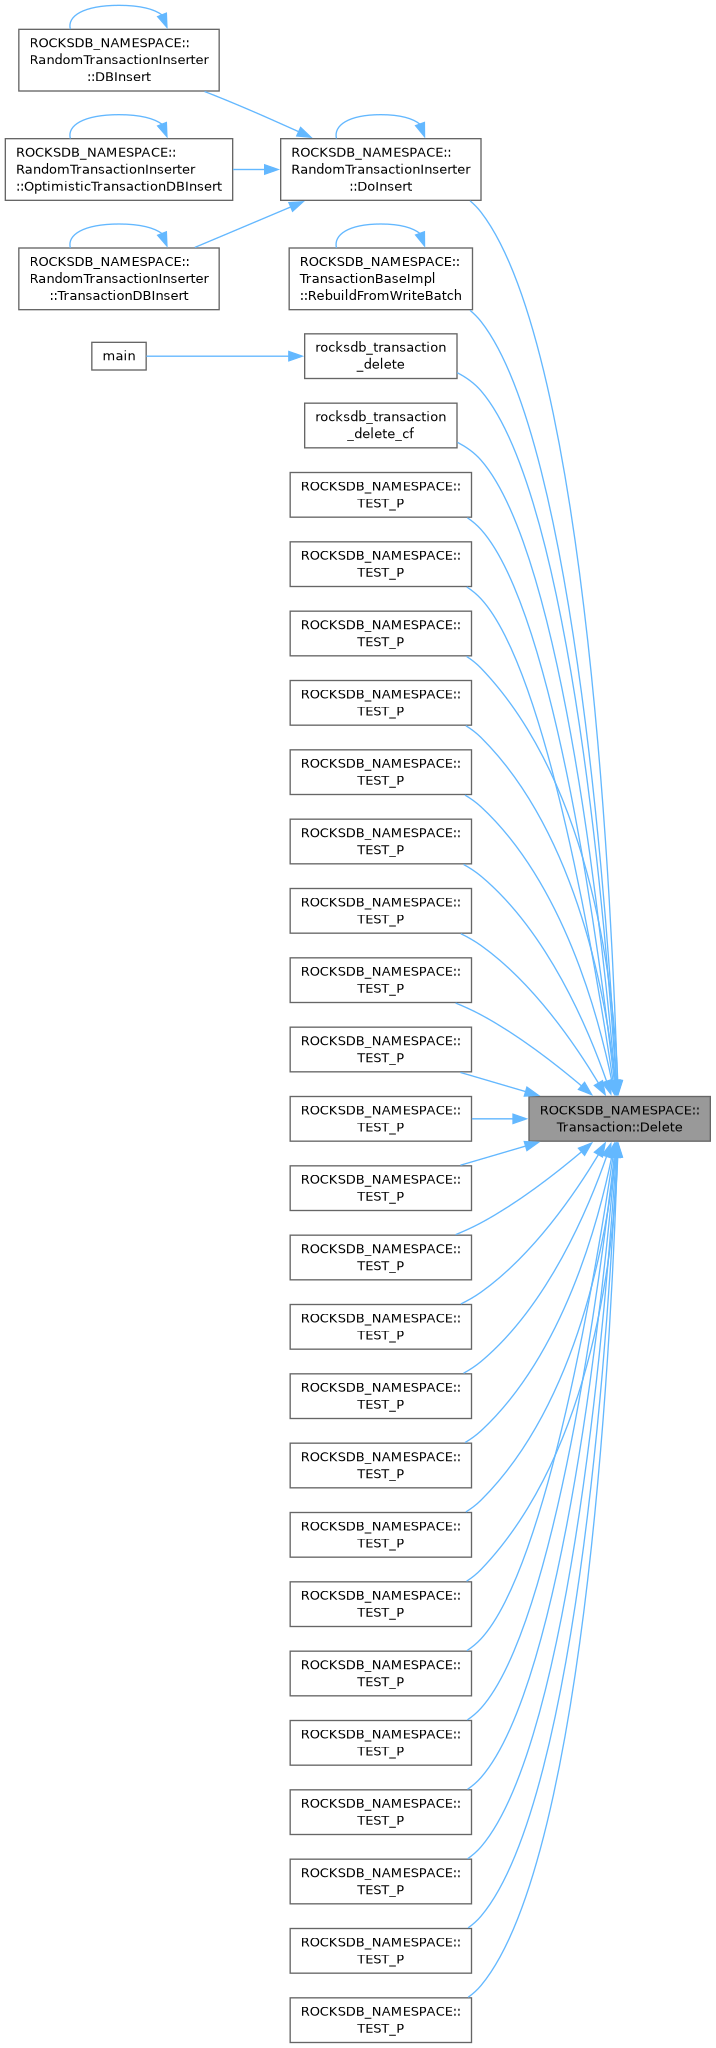 ROCKSDB_NAMESPACE::
RandomTransactionInserter
::DBInsert
ROCKSDB_NAMESPACE::
RandomTransactionInserter
::OptimisticTransactionDBInsert
ROCKSDB_NAMESPACE::
RandomTransactionInserter
::DoInsert
ROCKSDB_NAMESPACE::
RandomTransactionInserter
::TransactionDBInsert
ROCKSDB_NAMESPACE::
TransactionBaseImpl
::RebuildFromWriteBatch
main
rocksdb_transaction
_delete
rocksdb_transaction
_delete_cf
ROCKSDB_NAMESPACE::
TEST_P
ROCKSDB_NAMESPACE::
TEST_P
ROCKSDB_NAMESPACE::
TEST_P
ROCKSDB_NAMESPACE::
TEST_P
ROCKSDB_NAMESPACE::
TEST_P
ROCKSDB_NAMESPACE::
TEST_P
ROCKSDB_NAMESPACE::
TEST_P
ROCKSDB_NAMESPACE::
TEST_P
ROCKSDB_NAMESPACE::
TEST_P
ROCKSDB_NAMESPACE::
TEST_P
ROCKSDB_NAMESPACE::
Transaction::Delete
ROCKSDB_NAMESPACE::
TEST_P
ROCKSDB_NAMESPACE::
TEST_P
ROCKSDB_NAMESPACE::
TEST_P
ROCKSDB_NAMESPACE::
TEST_P
ROCKSDB_NAMESPACE::
TEST_P
ROCKSDB_NAMESPACE::
TEST_P
ROCKSDB_NAMESPACE::
TEST_P
ROCKSDB_NAMESPACE::
TEST_P
ROCKSDB_NAMESPACE::
TEST_P
ROCKSDB_NAMESPACE::
TEST_P
ROCKSDB_NAMESPACE::
TEST_P
ROCKSDB_NAMESPACE::
TEST_P
ROCKSDB_NAMESPACE::
TEST_P